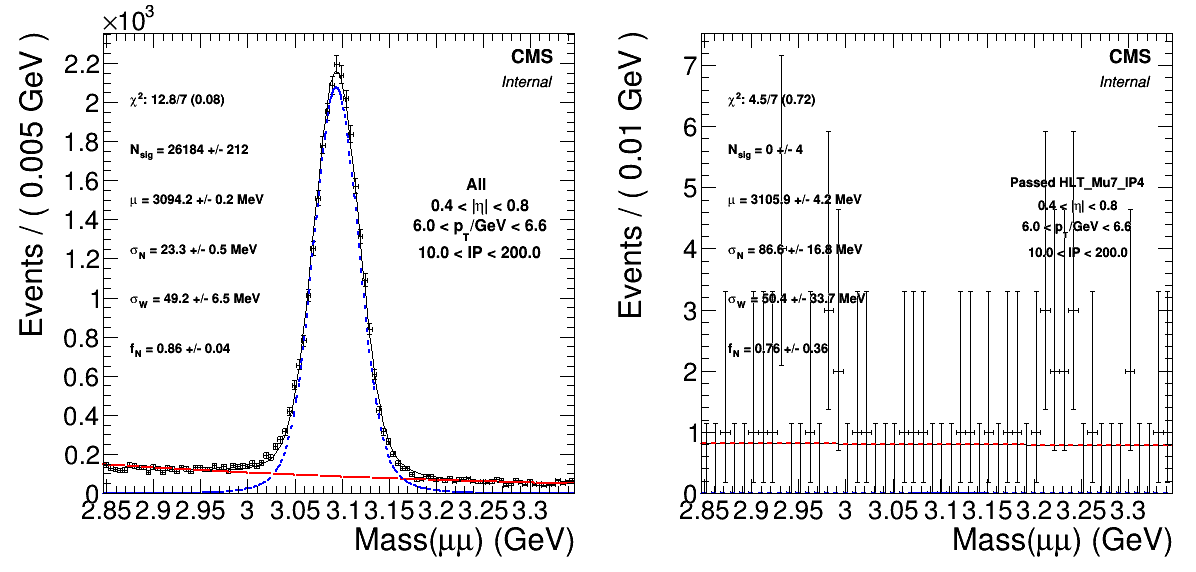 ×10³
CMS
Internal
χ²: 12.8/7 (0.08)
N_sig = 26184 +/- 212
μ = 3094.2 +/- 0.2 MeV
σ_N = 23.3 +/- 0.5 MeV
σ_W = 49.2 +/- 6.5 MeV
f_N = 0.86 +/- 0.04
All
0.4 < |η| < 0.8
6.0 < p_T/GeV < 6.6
10.0 < IP < 200.0
Events / ( 0.005 GeV )
2.2
2
1.8
1.6
1.4
1.2
1
0.8
0.6
0.4
0.2
0
2.85 2.9 2.95 3 3.05 3.1 3.15 3.2 3.25 3.3
Mass(μμ) (GeV)
CMS
Internal
χ²: 4.5/7 (0.72)
N_sig = 0 +/- 4
μ = 3105.9 +/- 4.2 MeV
σ_N = 86.6 +/- 16.8 MeV
σ_W = 50.4 +/- 33.7 MeV
f_N = 0.76 +/- 0.36
Passed HLT_Mu7_IP4
0.4 < |η| < 0.8
6.0 < p_T/GeV < 6.6
10.0 < IP < 200.0
Events / ( 0.01 GeV )
7
6
5
4
3
2
1
0
2.85 2.9 2.95 3 3.05 3.1 3.15 3.2 3.25 3.3
Mass(μμ) (GeV)